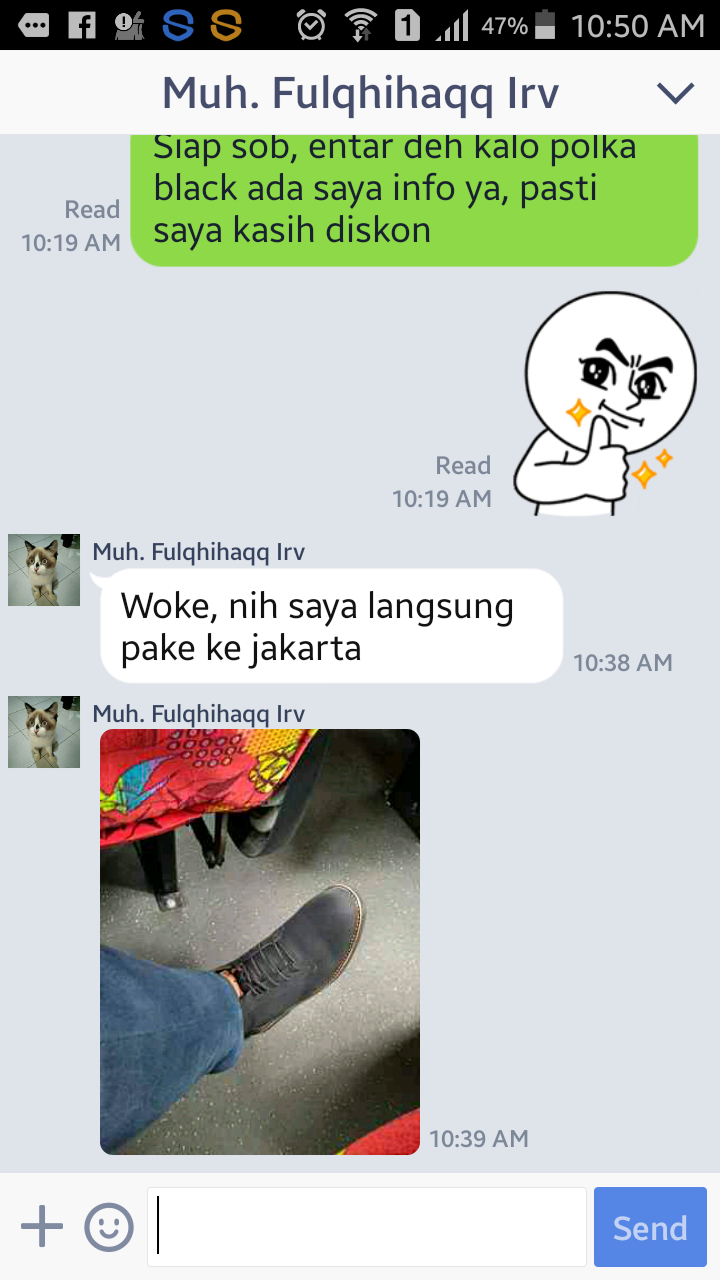 1
47%
10:50 AM
Muh. Fulqhihaqq Irv
Siap sob, entar deh kalo polka
black ada saya info ya, pasti
saya kasih diskon
Read
10:19 AM
Read
10:19 AM
Muh. Fulqhihaqq Irv
Woke, nih saya langsung
pake ke jakarta
10:38 AM
Muh. Fulqhihaqq Irv
10:39 AM
Send